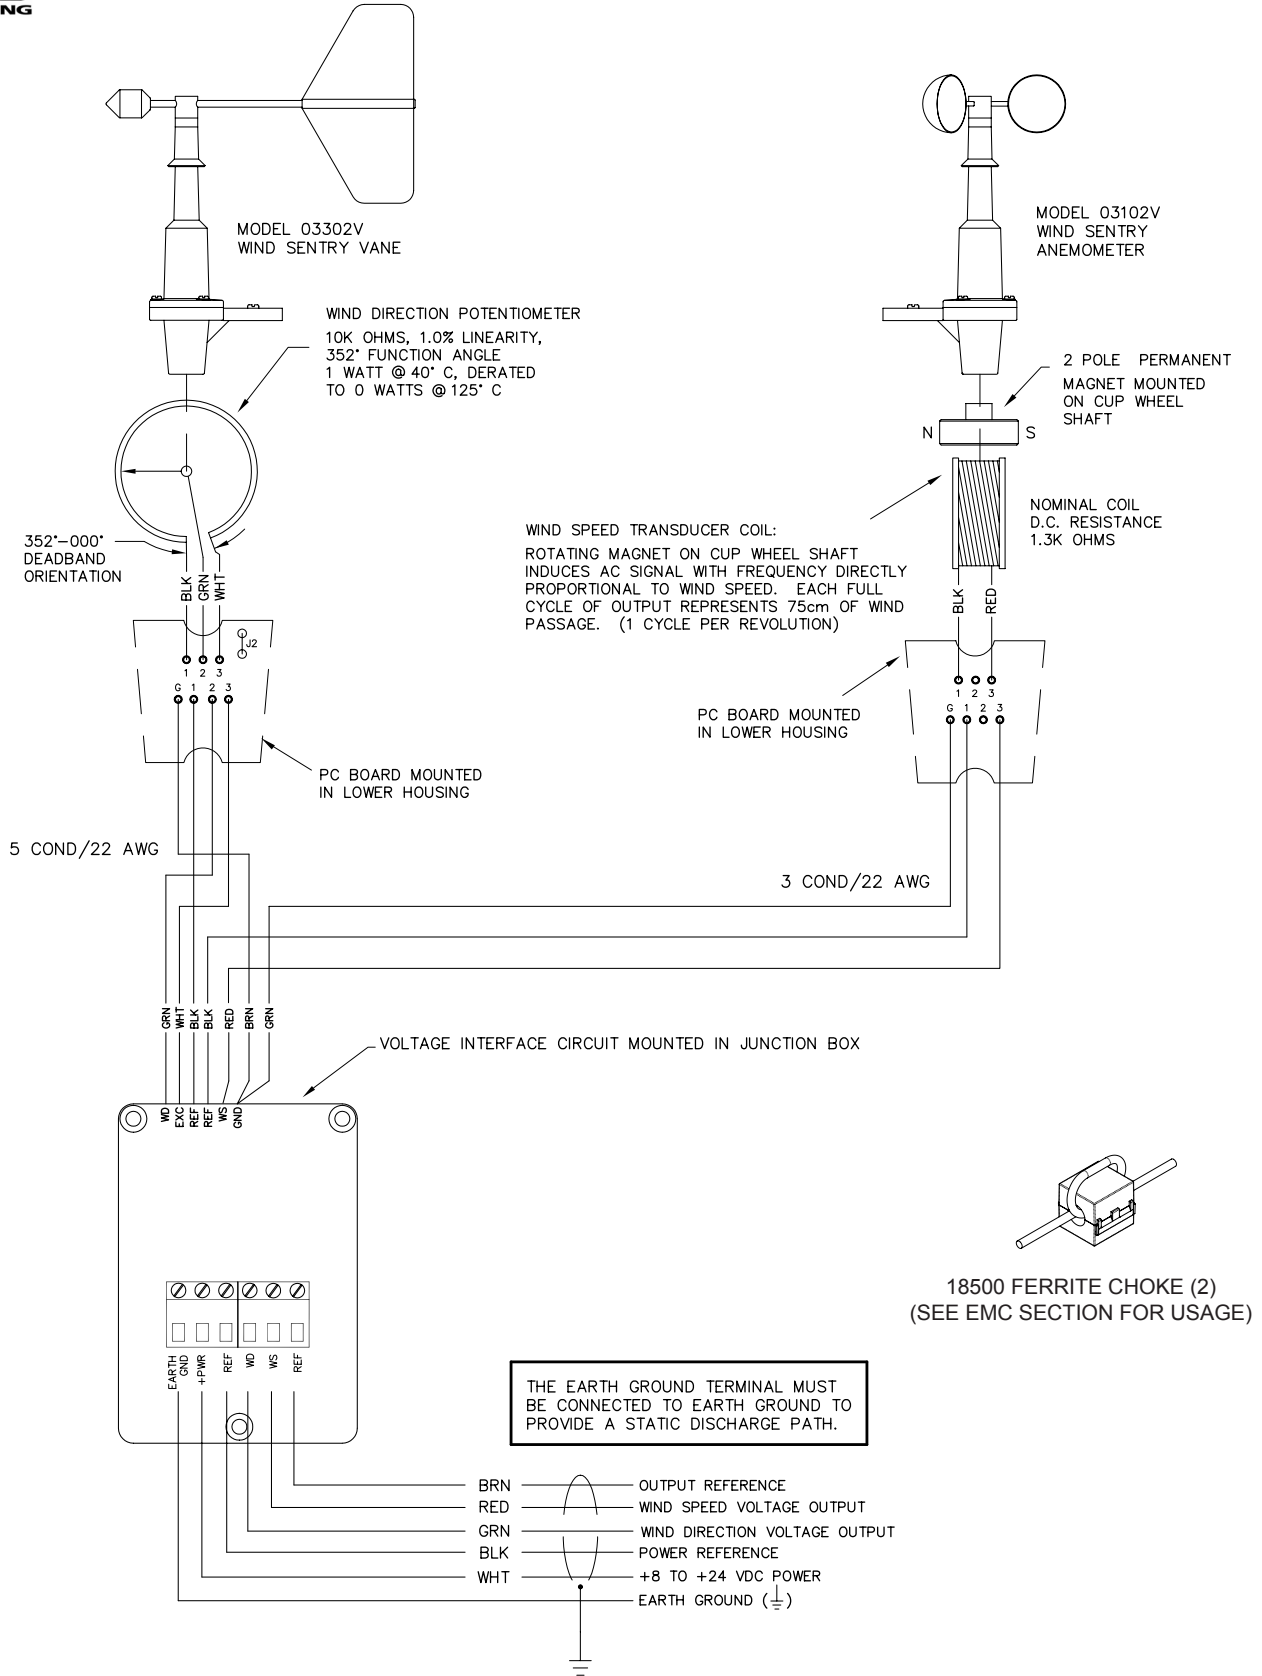 NG
MODEL 03302V
WIND SENTRY VANE
MODEL 03102V
WIND SENTRY
ANEMOMETER
WIND DIRECTION POTENTIOMETER
10K OHMS, 1.0% LINEARITY,
352° FUNCTION ANGLE
1 WATT @ 40° C, DERATED
TO 0 WATTS @ 125° C
2 POLE PERMANENT
MAGNET MOUNTED
ON CUP WHEEL
SHAFT
N S
NOMINAL COIL
D.C. RESISTANCE
1.3K OHMS
WIND SPEED TRANSDUCER COIL:
ROTATING MAGNET ON CUP WHEEL SHAFT
INDUCES AC SIGNAL WITH FREQUENCY DIRECTLY
PROPORTIONAL TO WIND SPEED. EACH FULL
CYCLE OF OUTPUT REPRESENTS 75cm OF WIND
PASSAGE. (1 CYCLE PER REVOLUTION)
352°-000°
DEADBAND
ORIENTATION
BLK GRN WHT
J2
1 2 3
G 1 2 3
BLK RED
1 2 3
G 1 2 3
PC BOARD MOUNTED
IN LOWER HOUSING
PC BOARD MOUNTED
IN LOWER HOUSING
5 COND/22 AWG
3 COND/22 AWG
GRN WHT BLK BLK RED BRN GRN
VOLTAGE INTERFACE CIRCUIT MOUNTED IN JUNCTION BOX
WD EXC REF REF WS GND
18500 FERRITE CHOKE (2)
(SEE EMC SECTION FOR USAGE)
EARTH GND +PWR REF WD WS REF
THE EARTH GROUND TERMINAL MUST
BE CONNECTED TO EARTH GROUND TO
PROVIDE A STATIC DISCHARGE PATH.
BRN OUTPUT REFERENCE
RED WIND SPEED VOLTAGE OUTPUT
GRN WIND DIRECTION VOLTAGE OUTPUT
BLK POWER REFERENCE
WHT +8 TO +24 VDC POWER
EARTH GROUND (⏚)